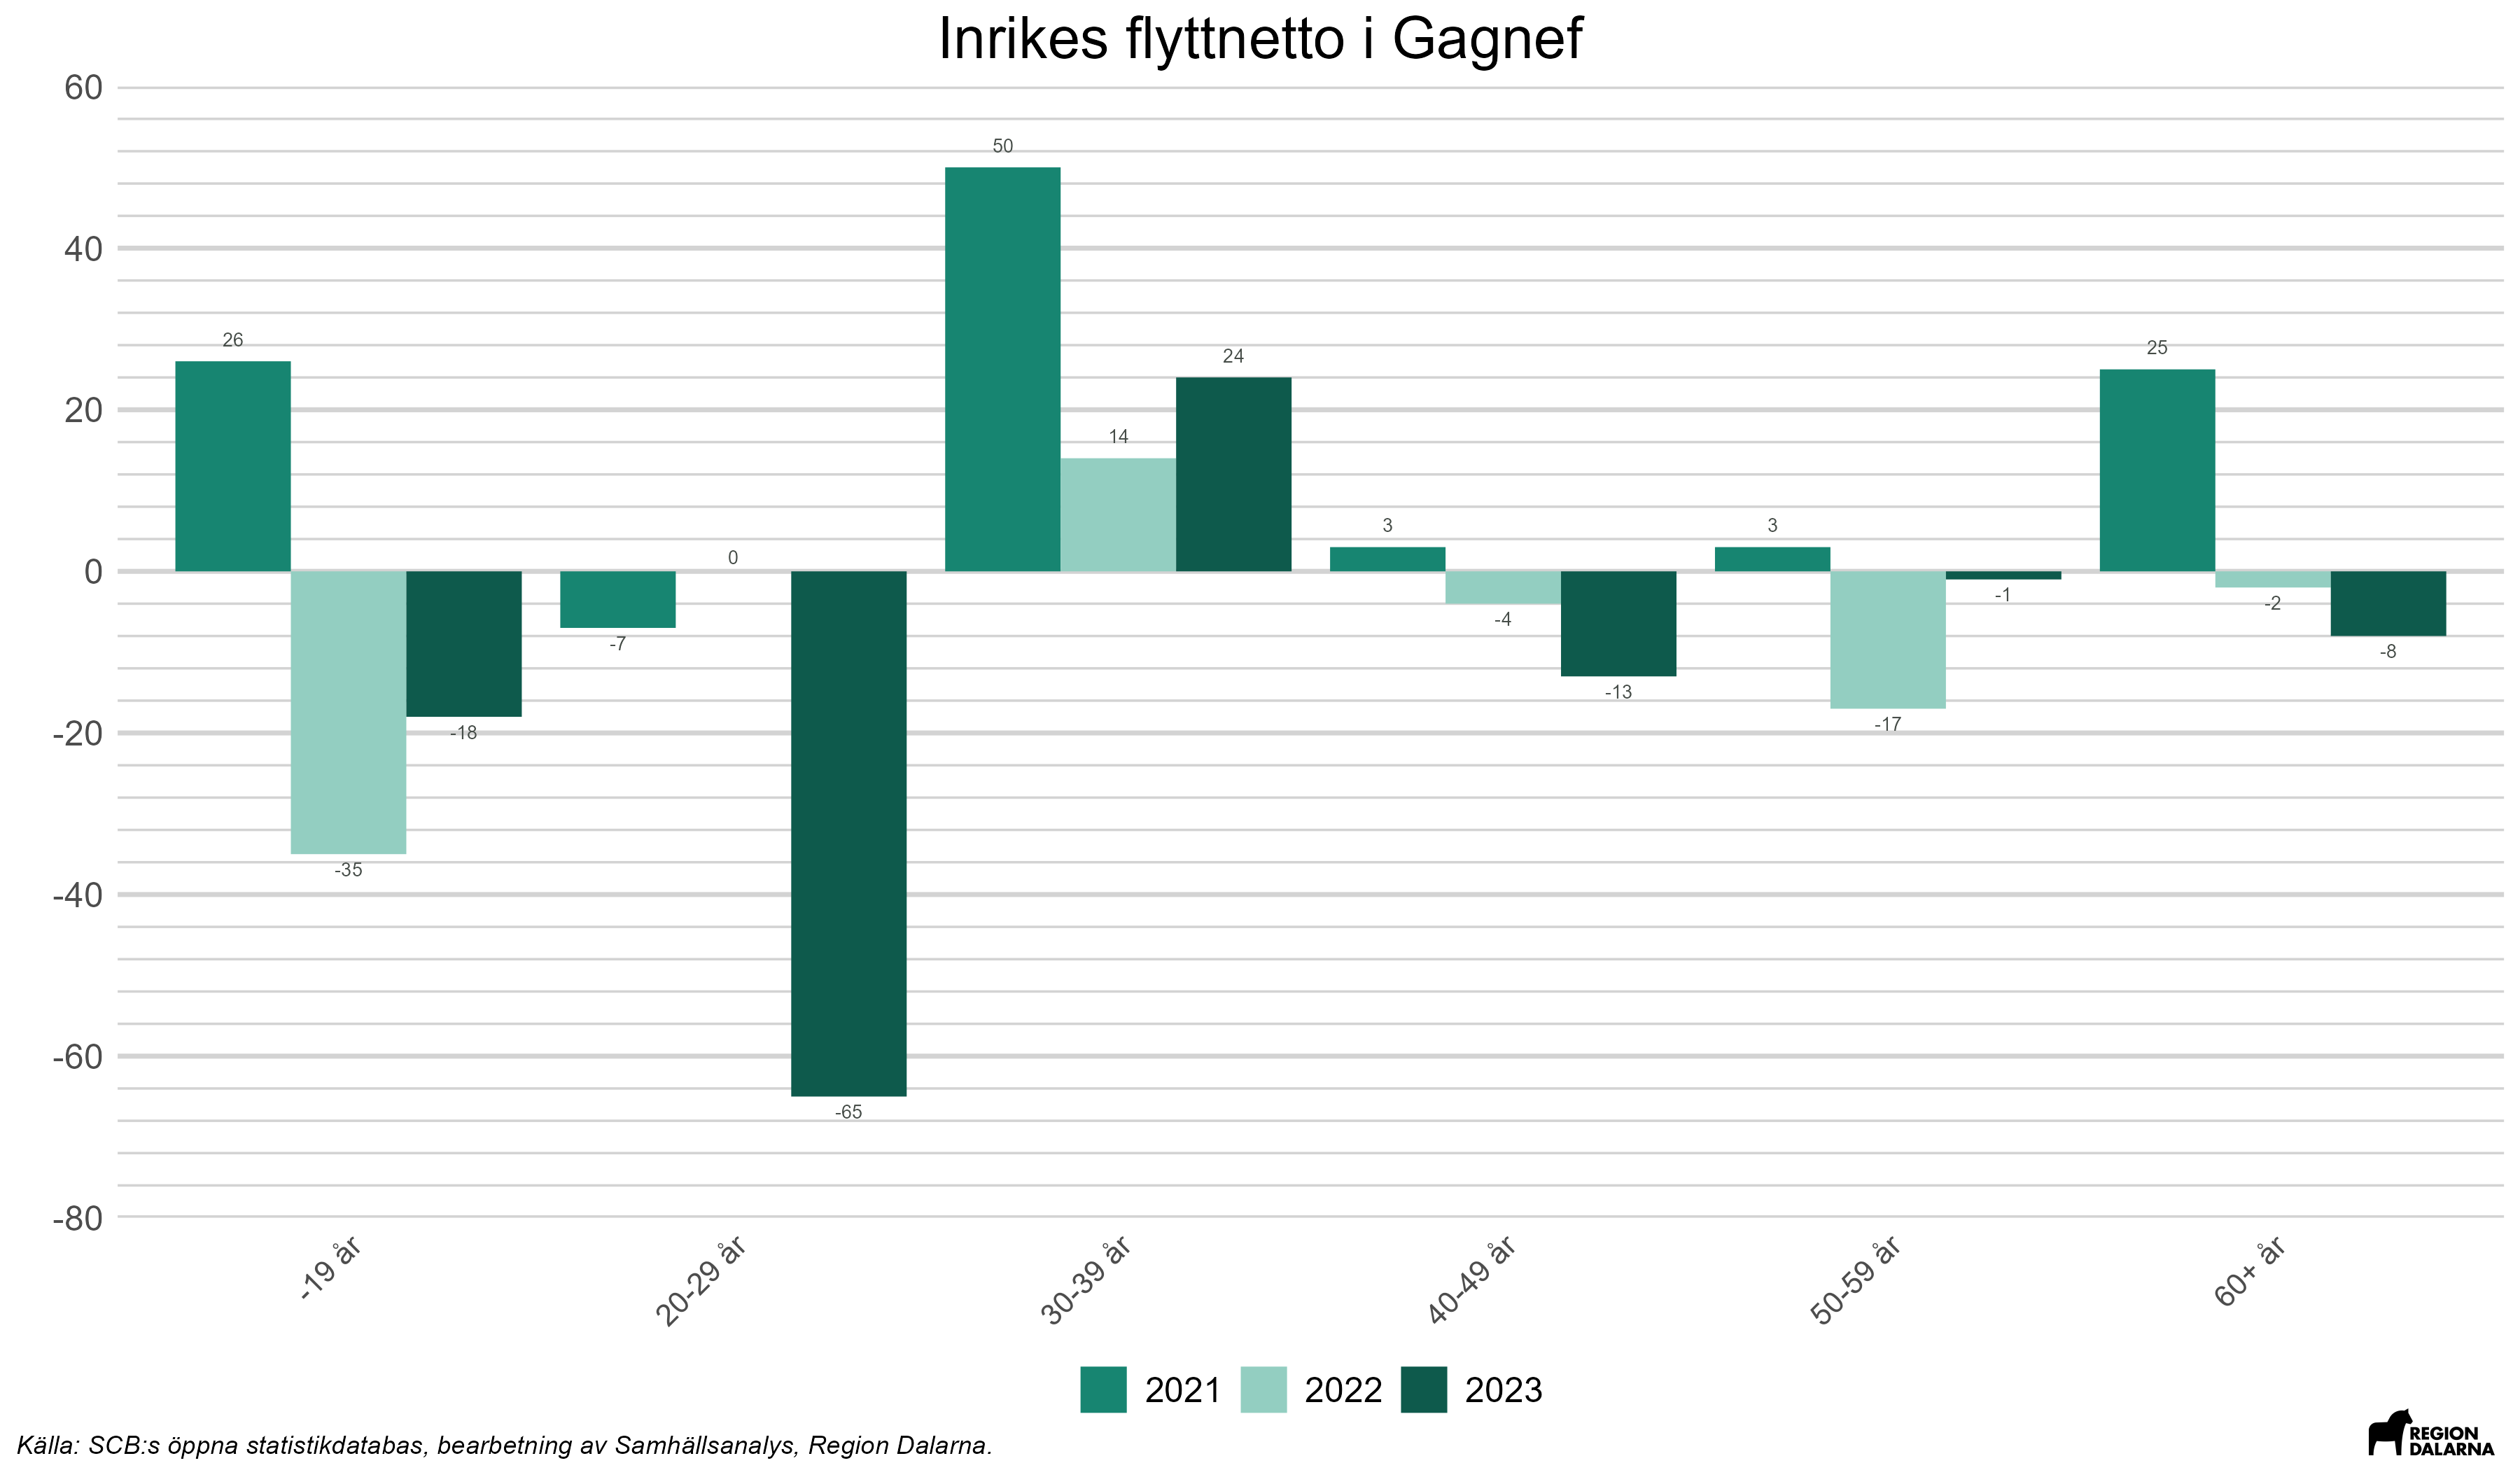 Inrikes flyttnetto i Gagnef
60
40
20
0
-20
-40
-60
-80
26
-35
-18
-7
0
-65
50
14
24
3
-4
-13
3
-17
-1
25
-2
-8
-19 år
20-29 år
30-39 år
40-49 år
50-59 år
60+ år
2021
2022
2023
Källa: SCB:s öppna statistikdatabas, bearbetning av Samhällsanalys, Region Dalarna.
REGION
DALARNA